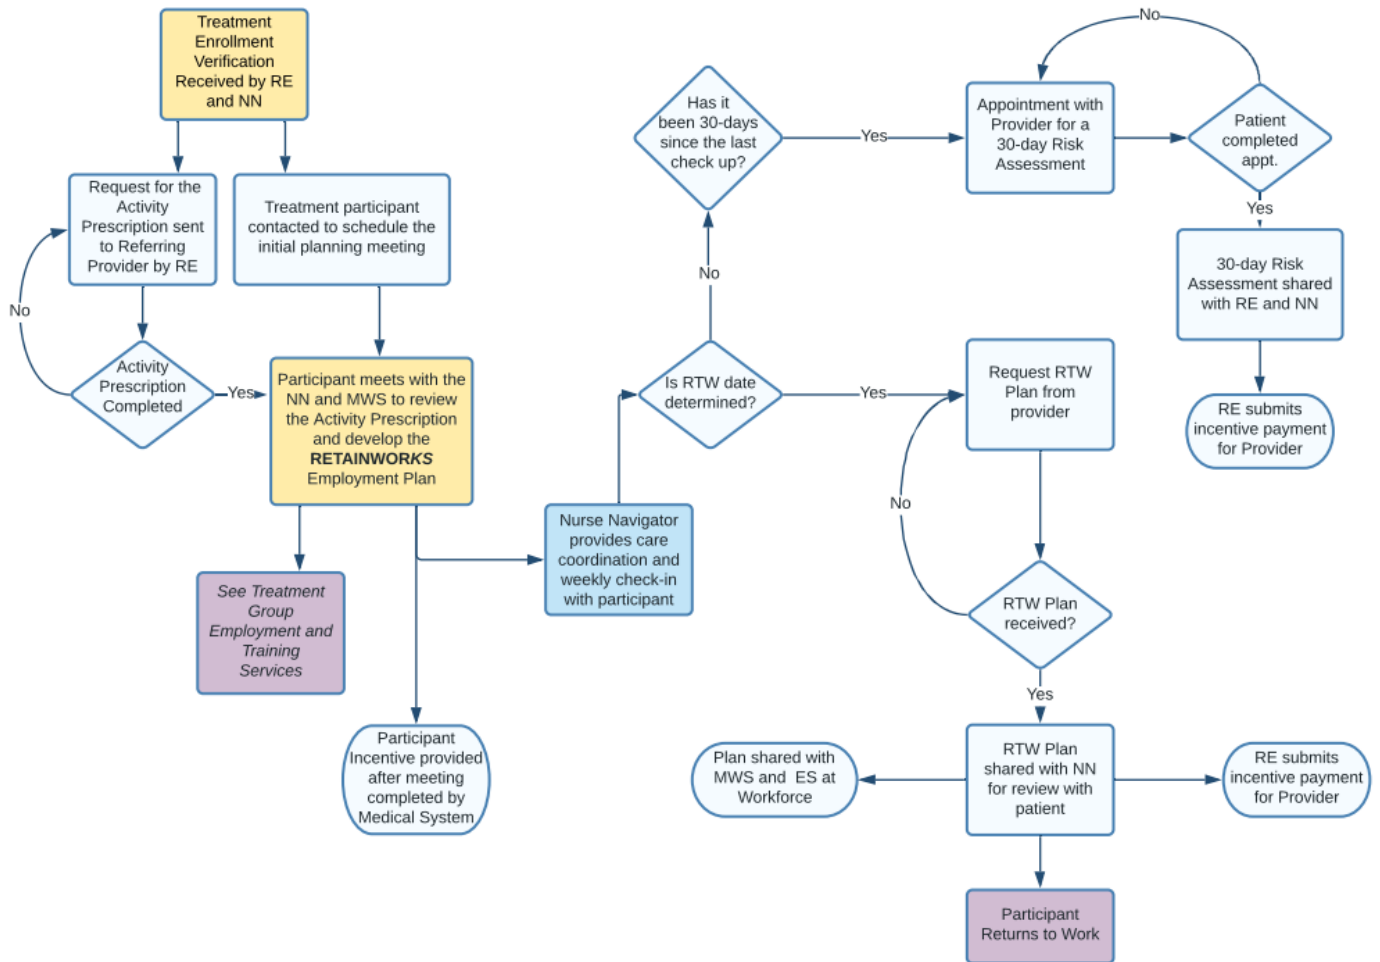 Treatment
Enrollment
Verification
Received by RE
and NN
Request for the
Activity
Prescription sent
to Referring
Provider by RE
Treatment participant
contacted to schedule the
initial planning meeting
No
Activity
Prescription
Completed
Yes
Participant meets with the
NN and MWS to review
the Activity Prescription
and develop the
RETAINWORKS
Employment Plan
See Treatment
Group
Employment and
Training
Services
Participant
Incentive provided
after meeting
completed by
Medical System
Nurse Navigator
provides care
coordination and
weekly check-in
with participant
Is RTW date
determined?
No
Has it
been 30-days
since the last
check up?
Yes
Appointment with
Provider for a
30-day Risk
Assessment
No
Patient
completed
appt.
Yes
30-day Risk
Assessment shared
with RE and NN
RE submits
incentive payment
for Provider
Yes
Request RTW
Plan from
provider
No
RTW Plan
received?
Yes
RTW Plan
shared with NN
for review with
patient
Plan shared with
MWS and ES at
Workforce
RE submits
incentive payment
for Provider
Participant
Returns to Work